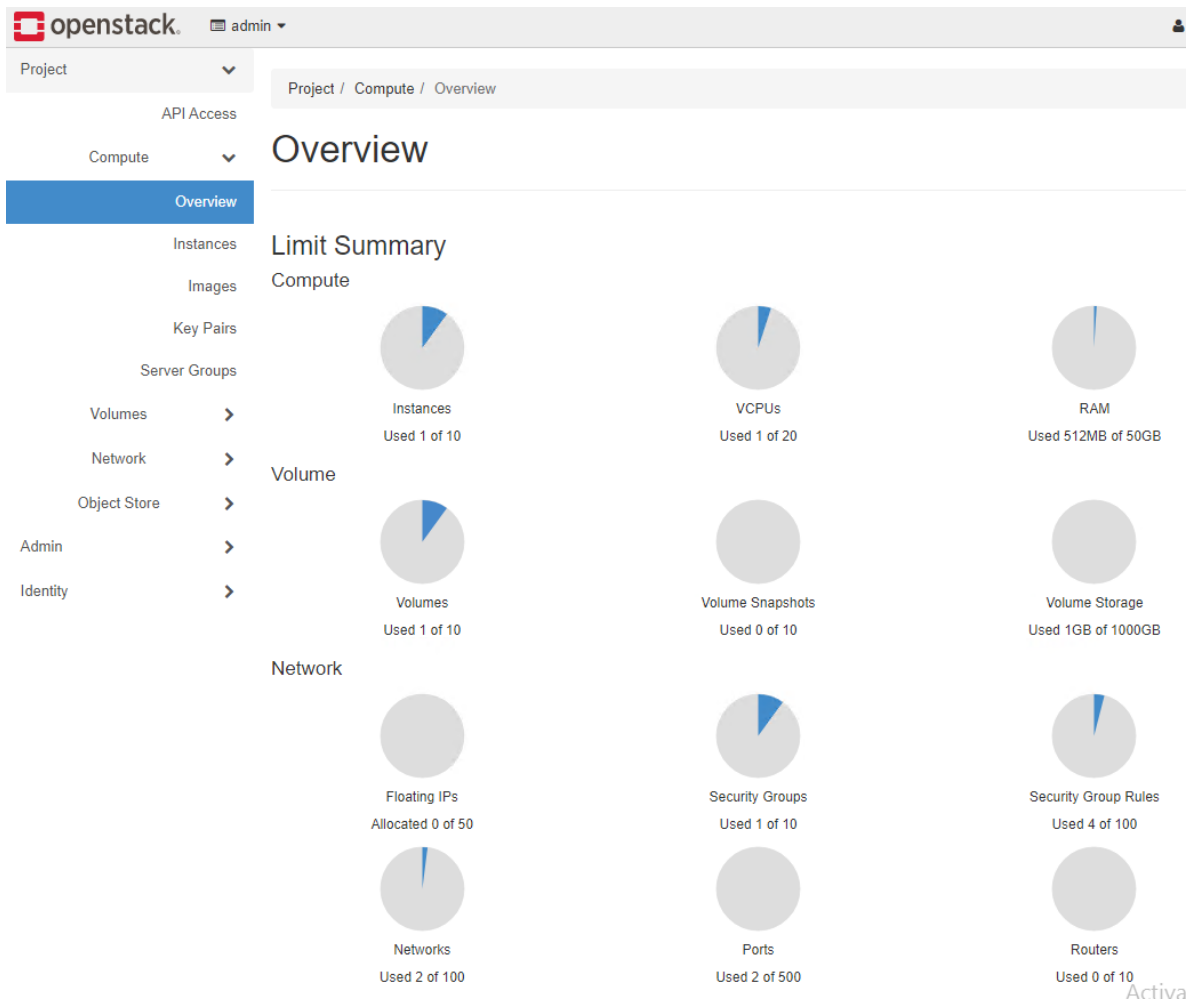 openstack. admin
Project
API Access
Compute
Overview
Instances
Images
Key Pairs
Server Groups
Volumes
Network
Object Store
Admin
Identity
Project / Compute / Overview
Overview
Limit Summary
Compute
Instances VCPUs RAM
Used 1 of 10 Used 1 of 20 Used 512MB of 50GB
Volume
Volumes Volume Snapshots Volume Storage
Used 1 of 10 Used 0 of 10 Used 1GB of 1000GB
Network
Floating IPs Security Groups Security Group Rules
Allocated 0 of 50 Used 1 of 10 Used 4 of 100
Networks Ports Routers
Used 2 of 100 Used 2 of 500 Used 0 of 10
Activa